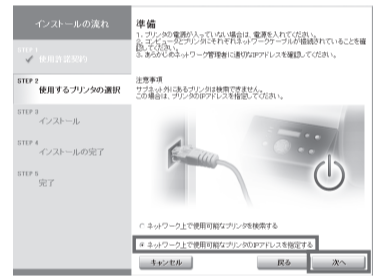 インストールの流れ
STEP 1
使用許諾契約
STEP 2
使用するプリンタの選択
STEP 3
インストール
STEP 4
インストールの完了
STEP 5
完了
準備
1. プリンタの電源が入っていない場合は、電源を入れてください。
2. コンピュータとプリンタにそれぞれネットワークケーブルが接続されていることを確
認してください。
3. あらかじめネットワーク管理者に適切なIPアドレスを確認してください。
注意事項
サブネット外にあるプリンタは検索できません。
この場合は、プリンタのIPアドレスを指定してください。
ネットワーク上で使用可能なプリンタを検索する
ネットワーク上で使用可能なプリンタのIPアドレスを指定する
キャンセル
戻る
次へ